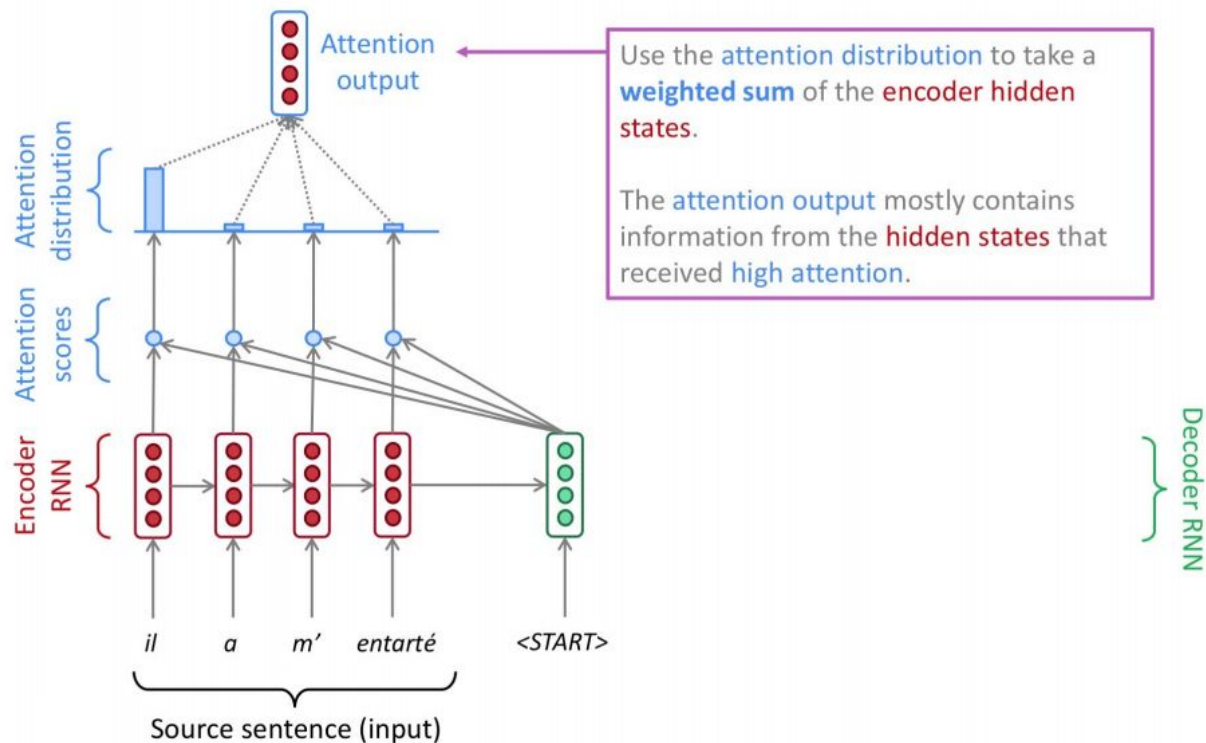 Attention
output
Use the attention distribution to take a
weighted sum of the encoder hidden
states.
The attention output mostly contains
information from the hidden states that
received high attention.
Attention
distribution
Attention
scores
Encoder
RNN
Decoder RNN
il a m’ entarté <START>
Source sentence (input)